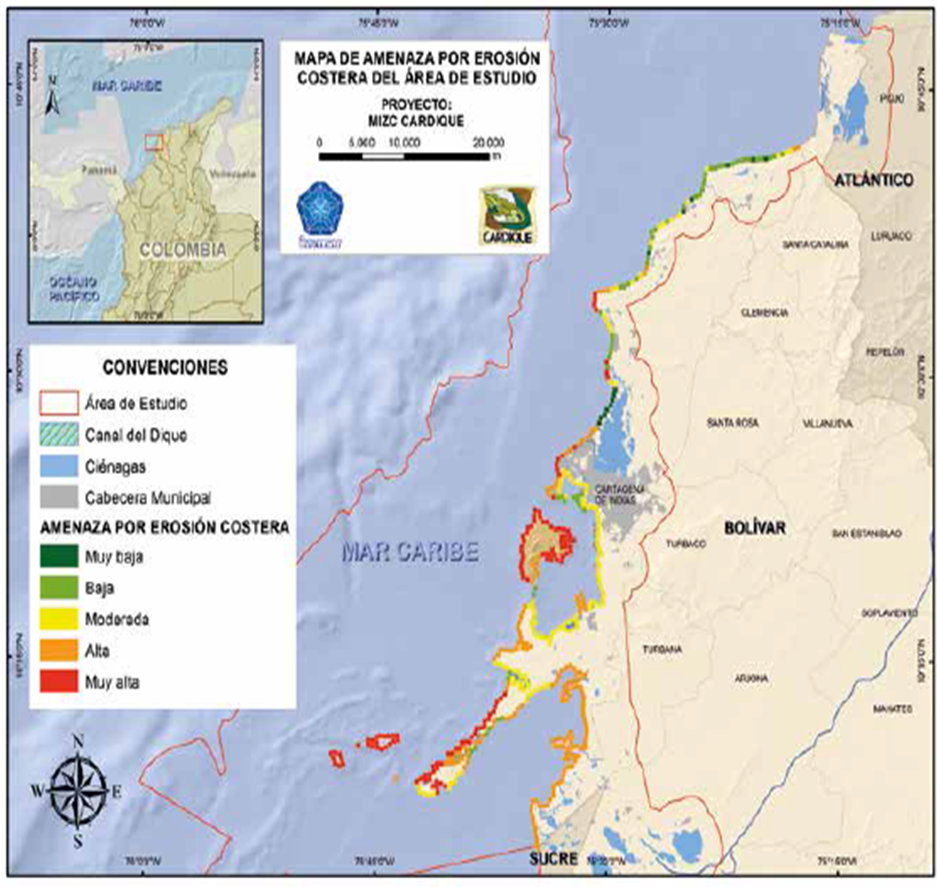 MAPA DE AMENAZA POR EROSIÓN
COSTERA DEL ÁREA DE ESTUDIO
PROYECTO:
MIZC CARDIQUE
0 5.000 10.000 20.000
m
CARDIQUE
MAR CARIBE
Panamá
Venezuela
COLOMBIA
OCÉANO
PACÍFICO
N
CONVENCIONES
Área de Estudio
Canal del Dique
Ciénagas
Cabecera Municipal
AMENAZA POR EROSIÓN COSTERA
Muy baja
Baja
Moderada
Alta
Muy alta
N
W E
S
MAR CARIBE
PIOJO
ATLÁNTICO
LURUACO
SANTA CATALINA
CLEMENCIA
REPELÓN
SANTA ROSA
VILLANUEVA
CARTAGENA
DE INDIAS
BOLÍVAR
TURBACO
SAN ESTANISLAO
SOPLAVIENTO
TURBANA
ARJONA
MAHATES
SUCRE